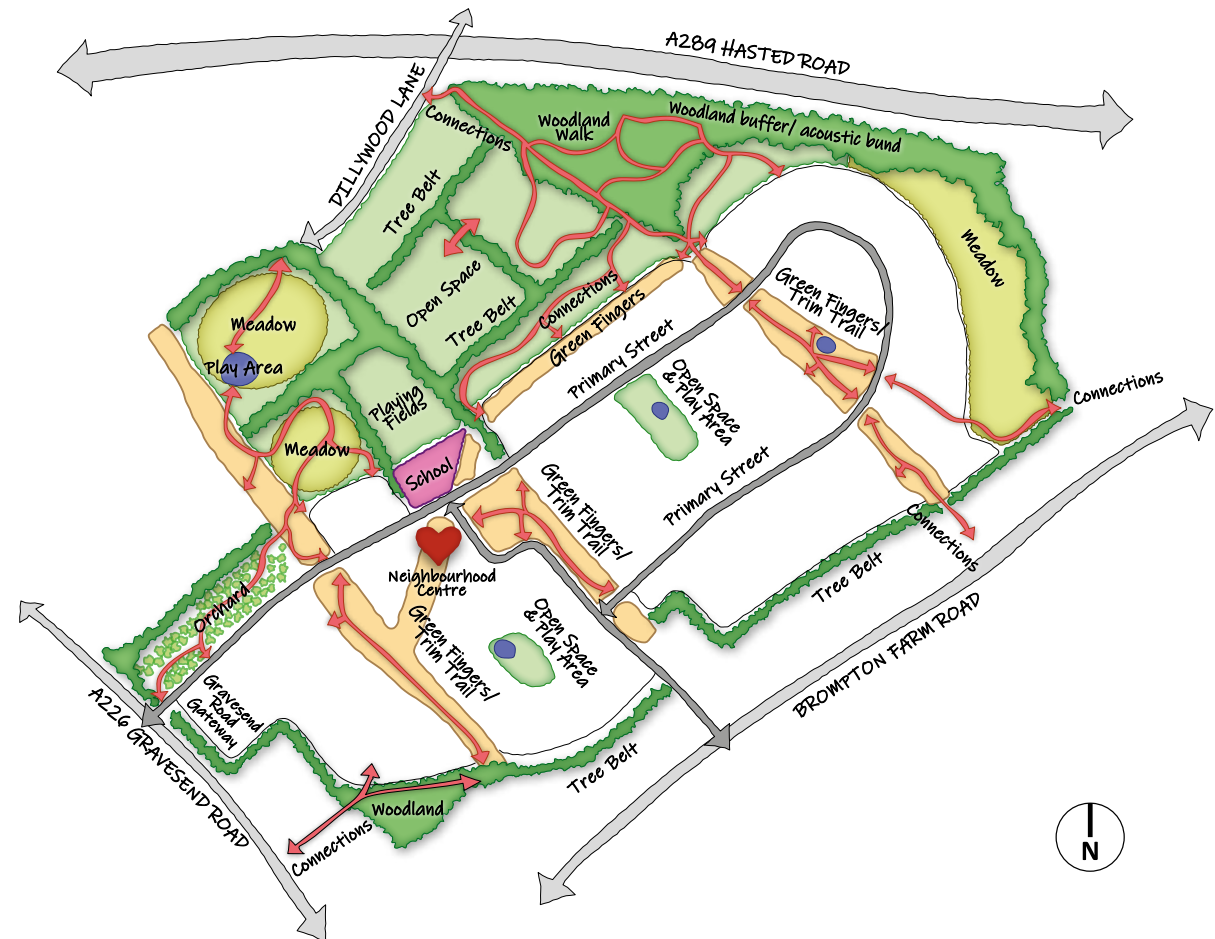 A289 HASTED ROAD
DILLYWOOD LANE
Connections
Woodland
Walk
Woodland buffer/ acoustic bund
Tree Belt
Meadow
Open Space
Tree Belt
Connections
Green Fingers
Green Fingers/
Trim Trail
Meadow
Play Area
Primary Street
Playing
Fields
Open Space
& Play Area
Connections
Meadow
School
Primary Street
Green Fingers/
Trim Trail
Connections
Neighbourhood
Centre
Tree Belt
Orchard
Green Fingers/
Trim Trail
Open Space
& Play Area
BROMPTON FARM ROAD
Gravesend
Road
Gateway
A226 GRAVESEND ROAD
Tree Belt
Woodland
Connections
N